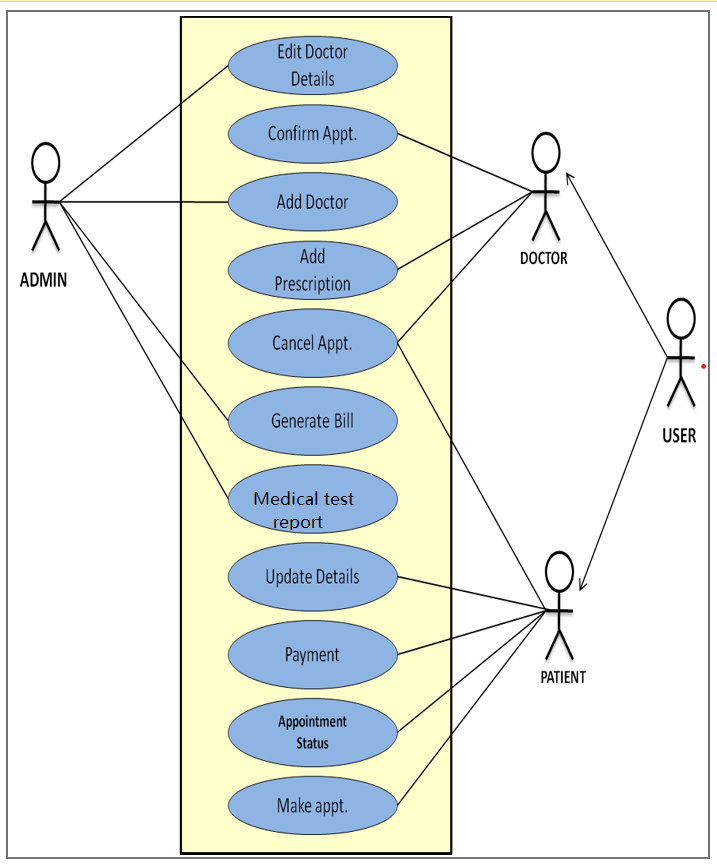 Edit Doctor
Details
Confirm Appt.
Add Doctor
Add
Prescription
Cancel Appt.
Generate Bill
Medical test
report
Update Details
Payment
Appointment
Status
Make appt.
ADMIN
DOCTOR
USER
PATIENT